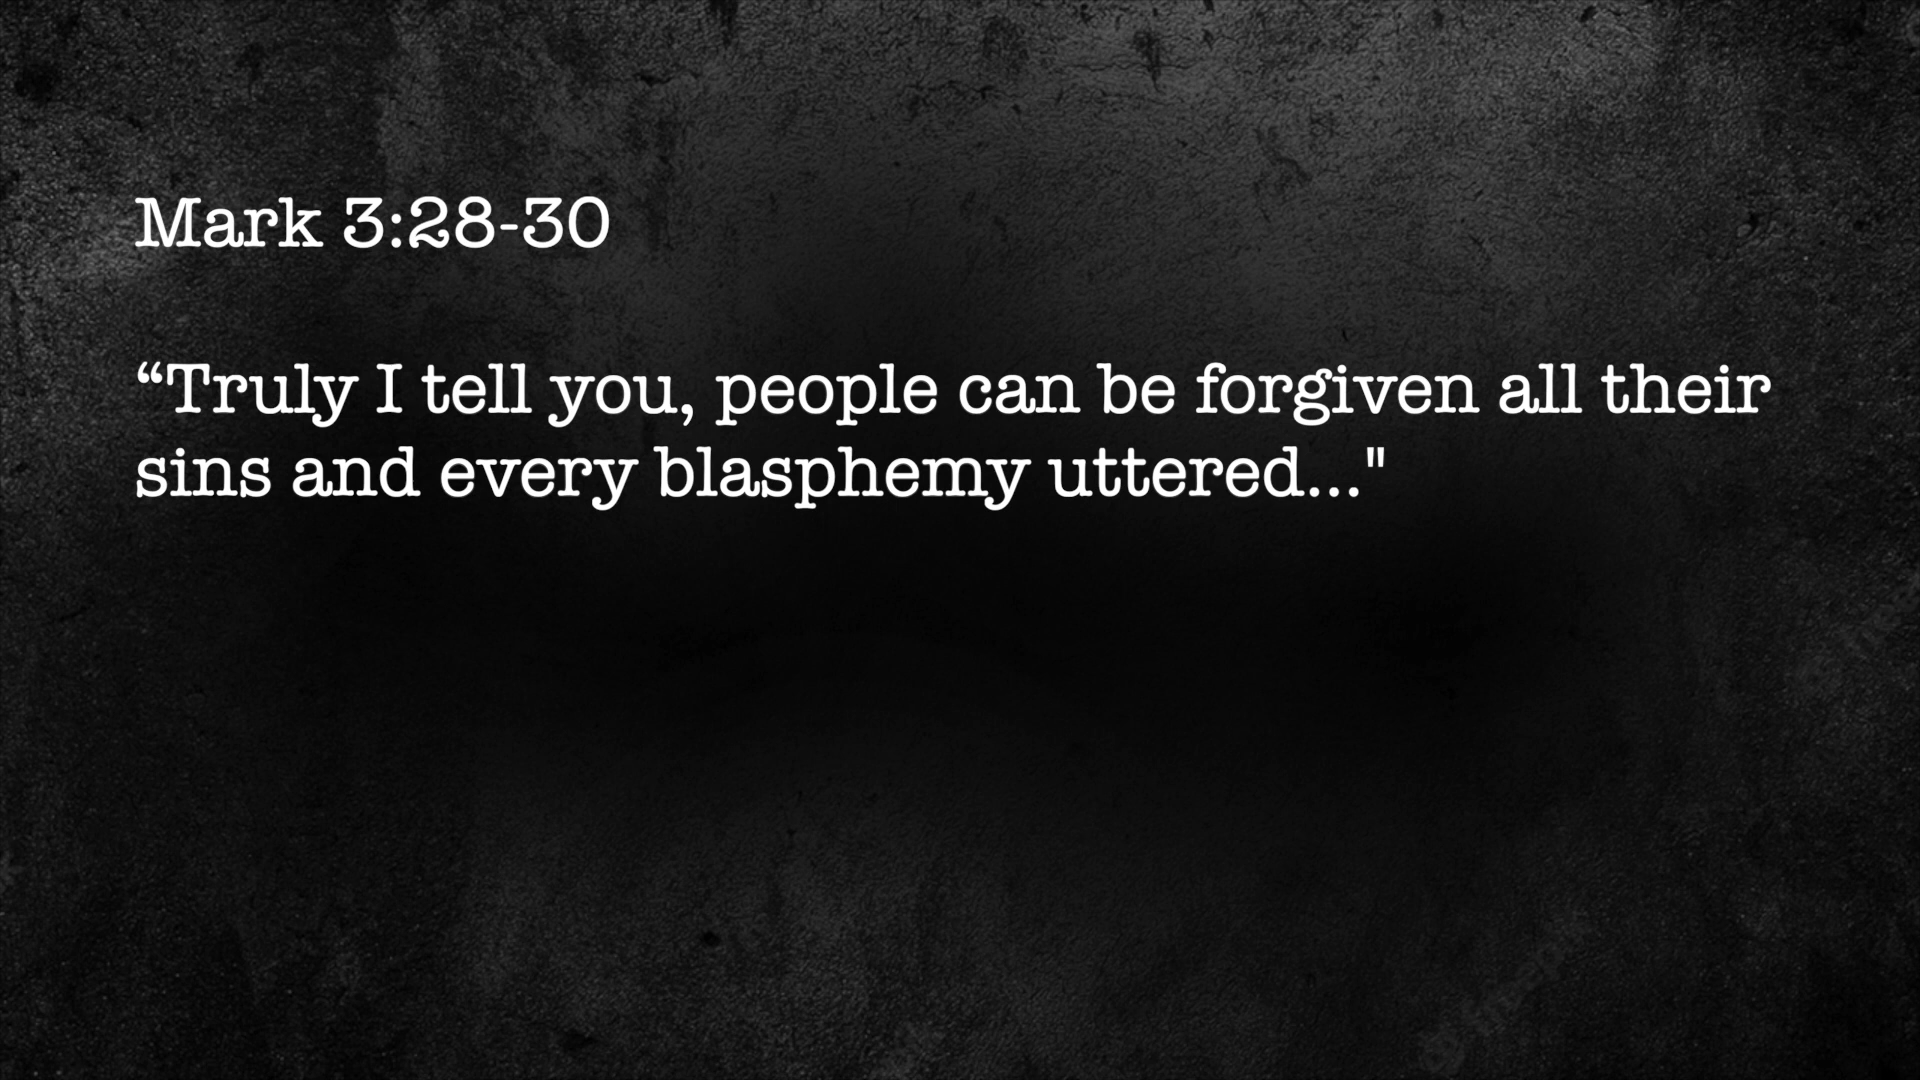 Mark 3:28-30
“Truly I tell you, people can be forgiven all their
sins and every blasphemy uttered..."